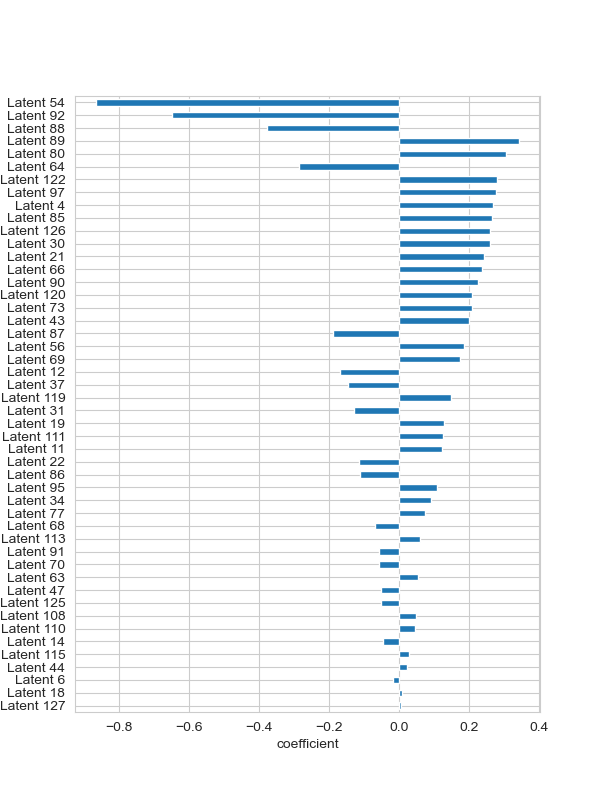 Latent 54
Latent 92
Latent 88
Latent 89
Latent 80
Latent 64
Latent 122
Latent 97
Latent 4
Latent 85
Latent 126
Latent 30
Latent 21
Latent 66
Latent 90
Latent 120
Latent 73
Latent 43
Latent 87
Latent 56
Latent 69
Latent 12
Latent 37
Latent 119
Latent 31
Latent 19
Latent 111
Latent 11
Latent 22
Latent 86
Latent 95
Latent 34
Latent 77
Latent 68
Latent 113
Latent 91
Latent 70
Latent 63
Latent 47
Latent 125
Latent 108
Latent 110
Latent 14
Latent 115
Latent 44
Latent 6
Latent 18
Latent 127
−0.8 −0.6 −0.4 −0.2 0.0 0.2 0.4
coefficient